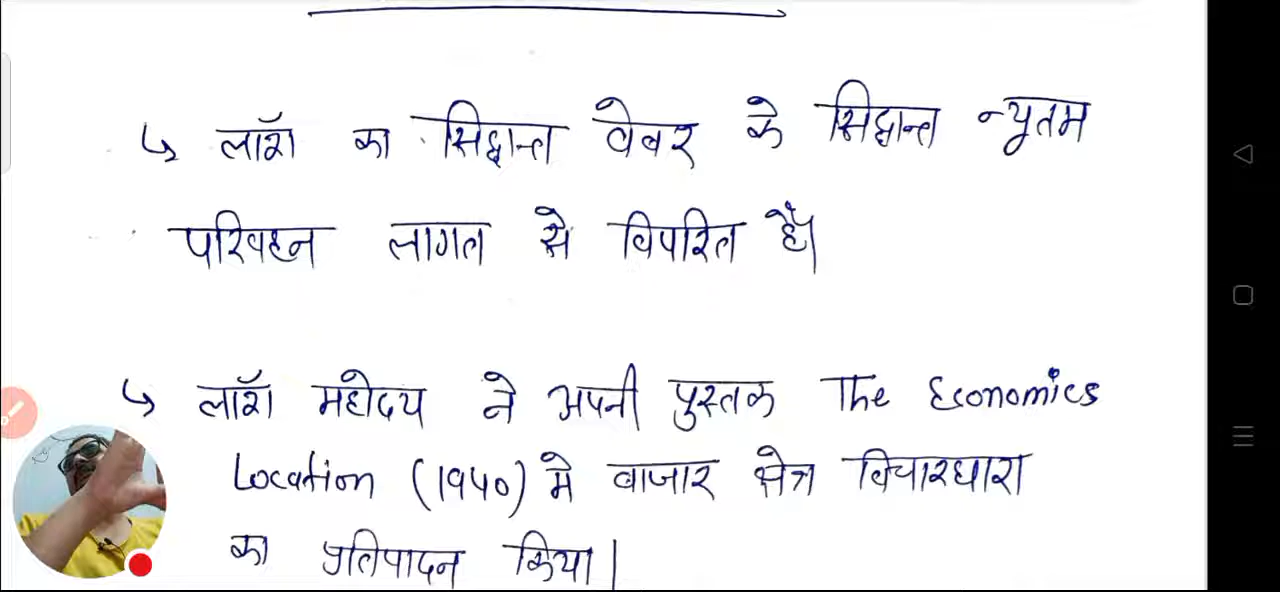 ↳ लॉश का सिद्धान्त वेबर के सिद्धान्त न्यूतम
परिवहन लागत से विपरित है।
↳ लॉश महोदय ने अपनी पुस्तक The Economics
Location (1940) मे बाजार क्षेत्र विचारधारा
का प्रतिपादन किया।